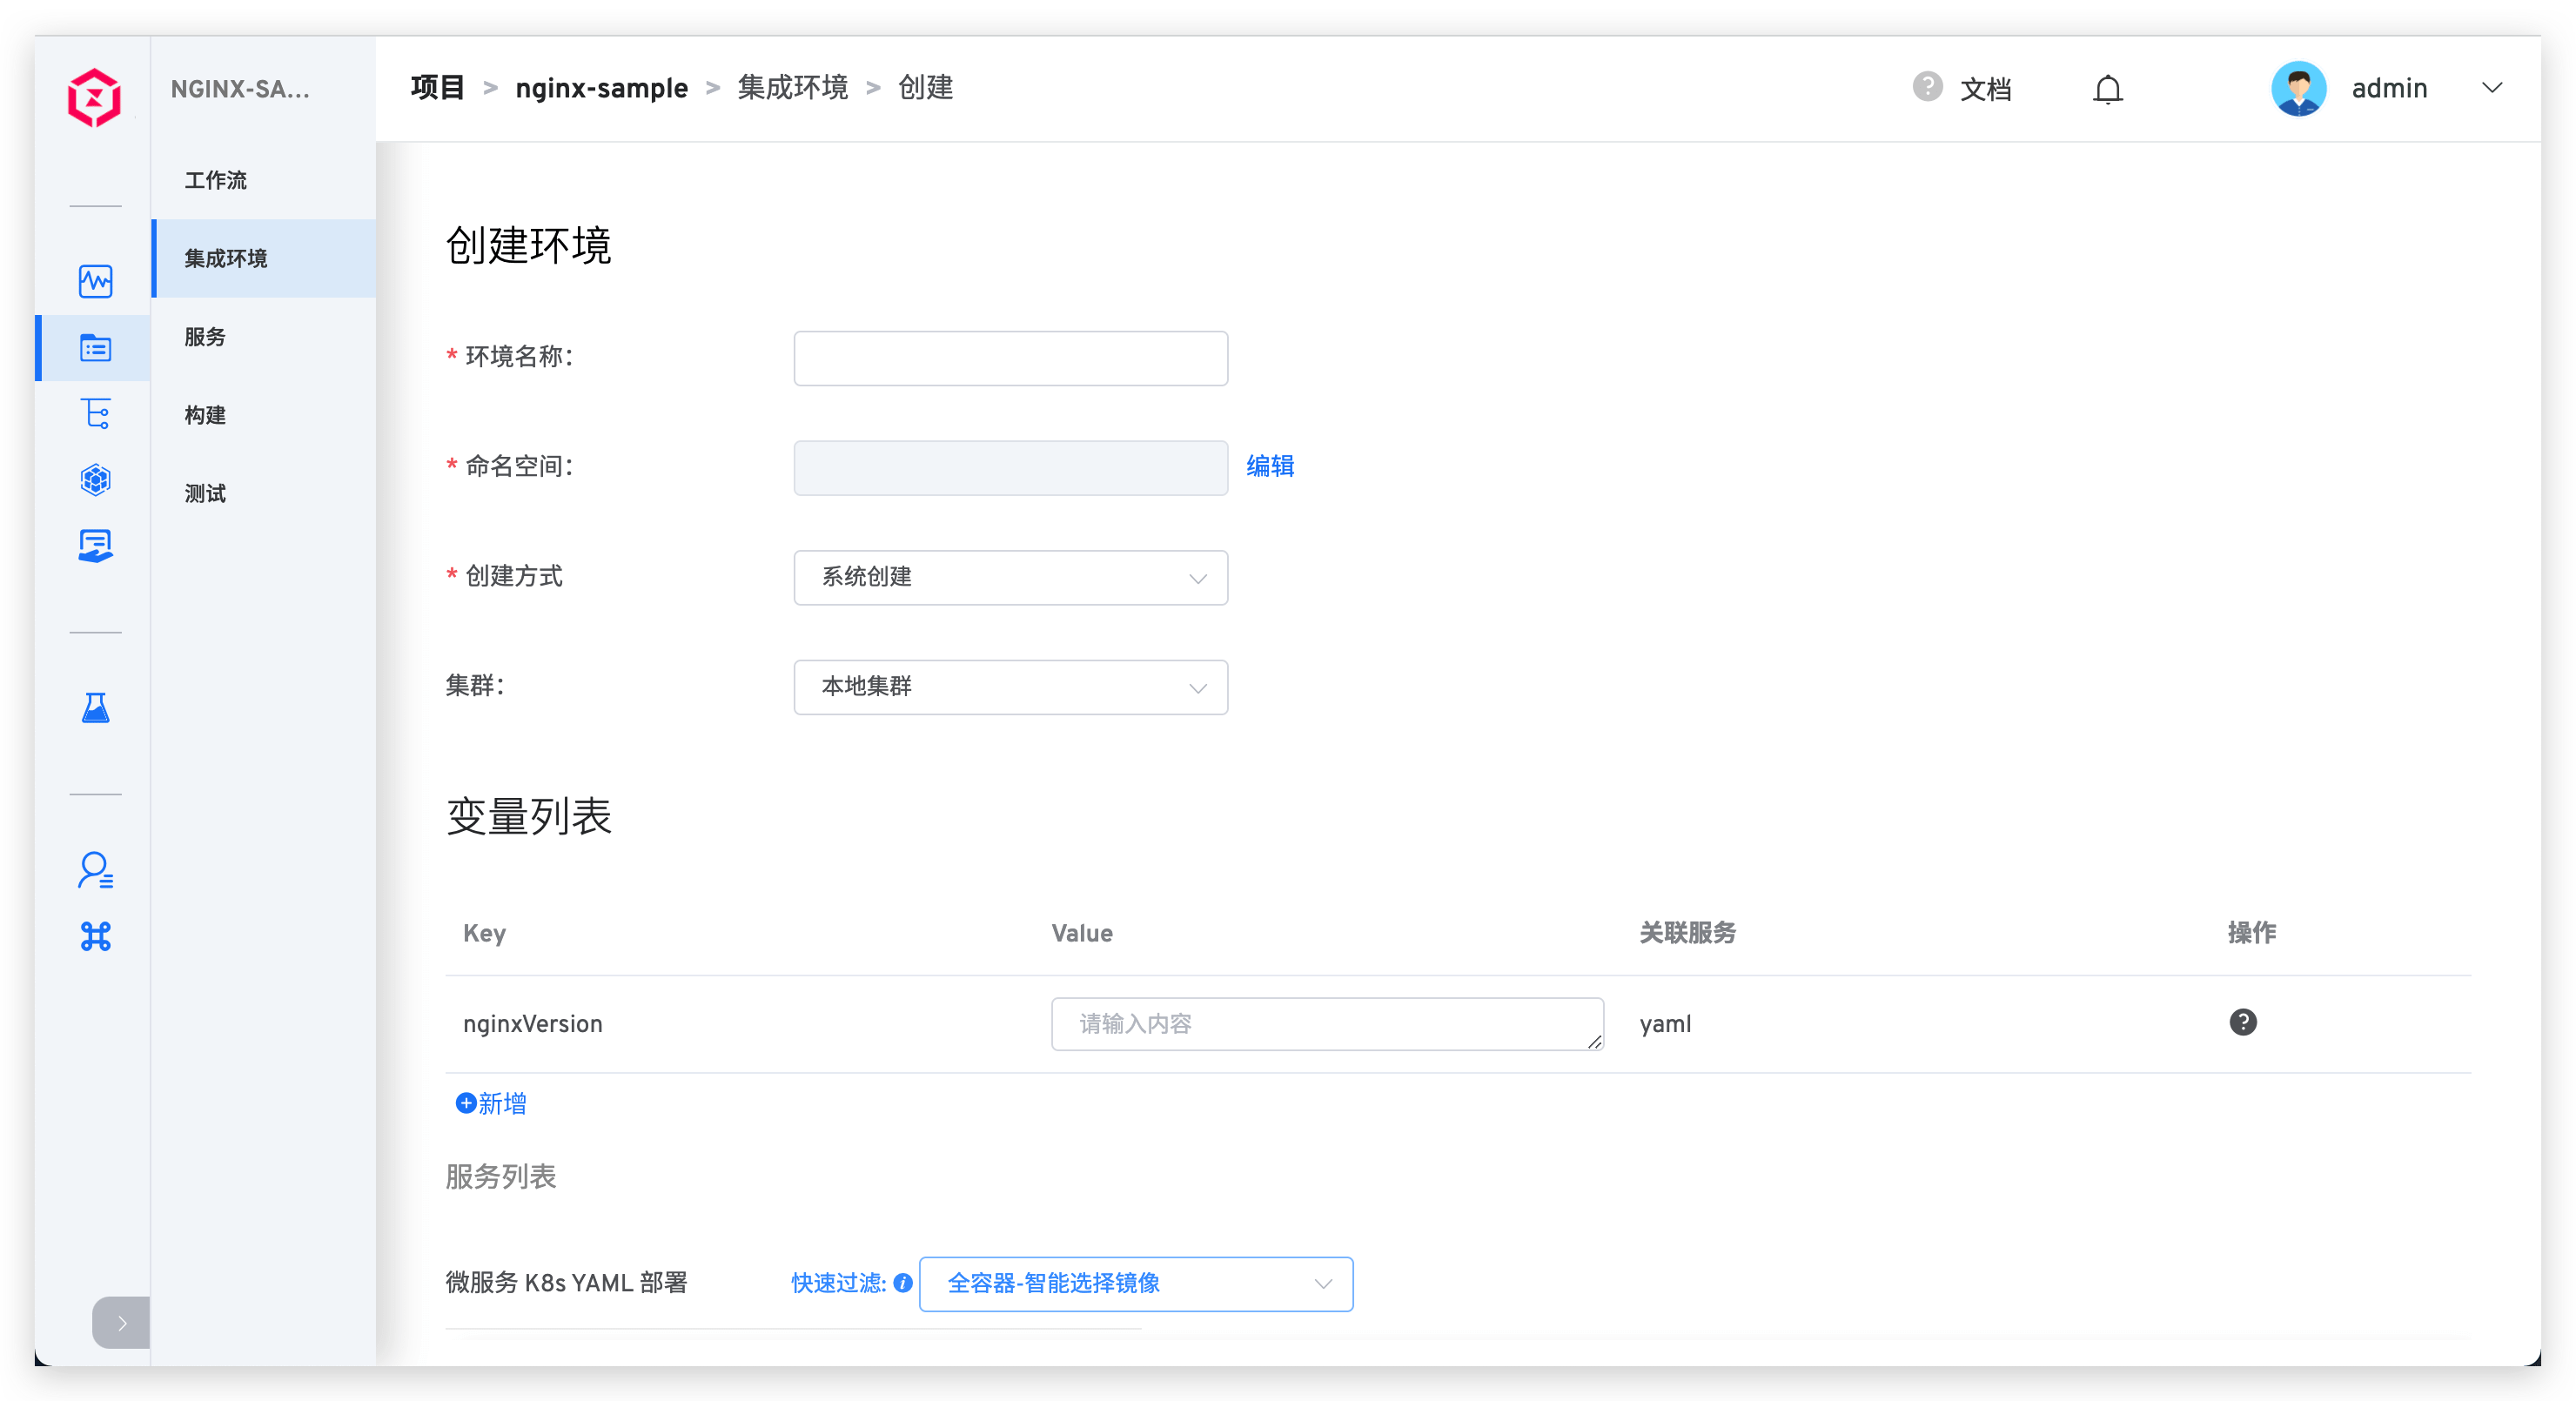 NGINX-SA...
项目 > nginx-sample > 集成环境 > 创建
文档
admin
工作流
集成环境
服务
构建
测试
创建环境
* 环境名称：
* 命名空间：
编辑
* 创建方式
系统创建
集群：
本地集群
变量列表
Key Value 关联服务 操作
nginxVersion 请输入内容 yaml
新增
服务列表
微服务 K8s YAML 部署 快速过滤: 全容器-智能选择镜像